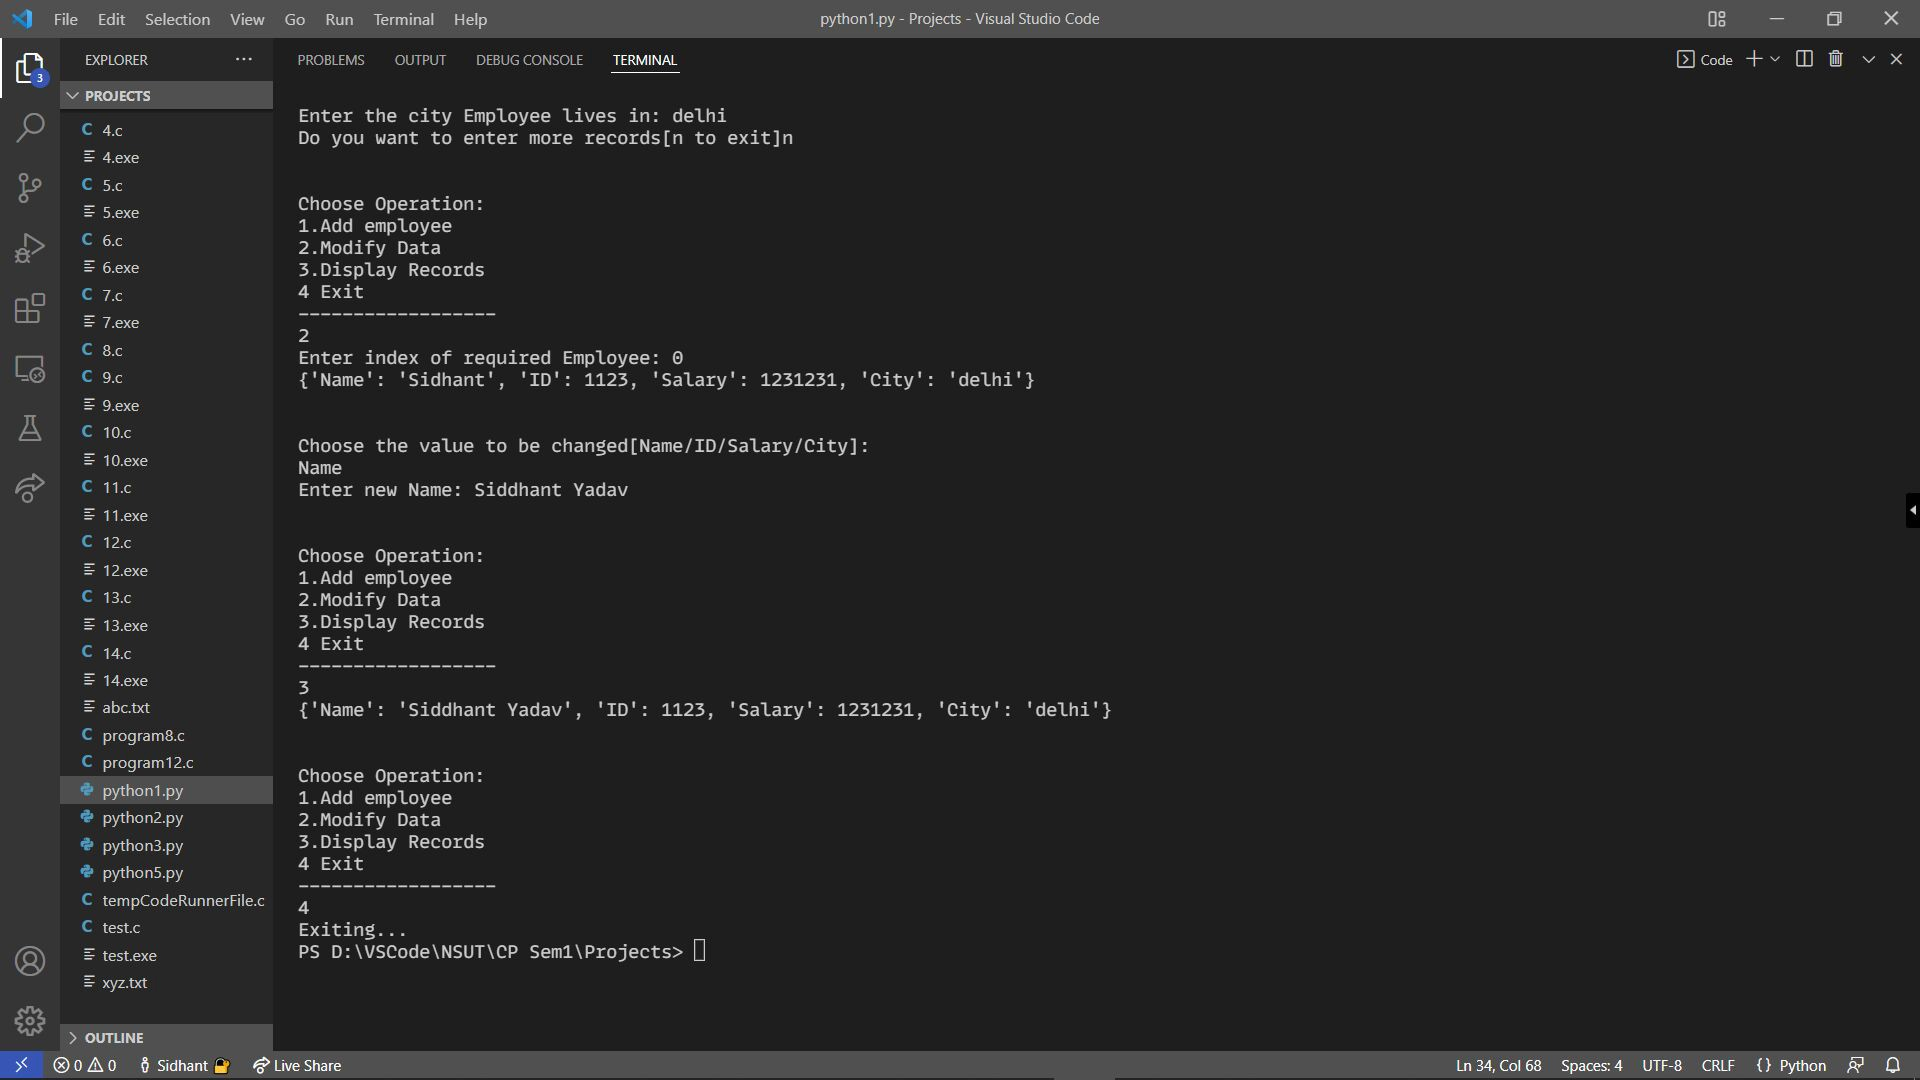 File Edit Selection View Go Run Terminal Help
python1.py - Projects - Visual Studio Code
3
EXPLORER
PROJECTS
4.c
4.exe
5.c
5.exe
6.c
6.exe
7.c
7.exe
8.c
9.c
9.exe
10.c
10.exe
11.c
11.exe
12.c
12.exe
13.c
13.exe
14.c
14.exe
abc.txt
program8.c
program12.c
python1.py
python2.py
python3.py
python5.py
tempCodeRunnerFile.c
test.c
test.exe
xyz.txt
OUTLINE
PROBLEMS OUTPUT DEBUG CONSOLE TERMINAL
Code
Enter the city Employee lives in: delhi
Do you want to enter more records[n to exit]n
Choose Operation:
1.Add employee
2.Modify Data
3.Display Records
4 Exit
------------------
2
Enter index of required Employee: 0
{'Name': 'Sidhant', 'ID': 1123, 'Salary': 1231231, 'City': 'delhi'}
Choose the value to be changed[Name/ID/Salary/City]:
Name
Enter new Name: Siddhant Yadav
Choose Operation:
1.Add employee
2.Modify Data
3.Display Records
4 Exit
------------------
3
{'Name': 'Siddhant Yadav', 'ID': 1123, 'Salary': 1231231, 'City': 'delhi'}
Choose Operation:
1.Add employee
2.Modify Data
3.Display Records
4 Exit
------------------
4
Exiting...
PS D:\VSCode\NSUT\CP Sem1\Projects>
0 0 Sidhant Live Share
Ln 34, Col 68 Spaces: 4 UTF-8 CRLF {} Python